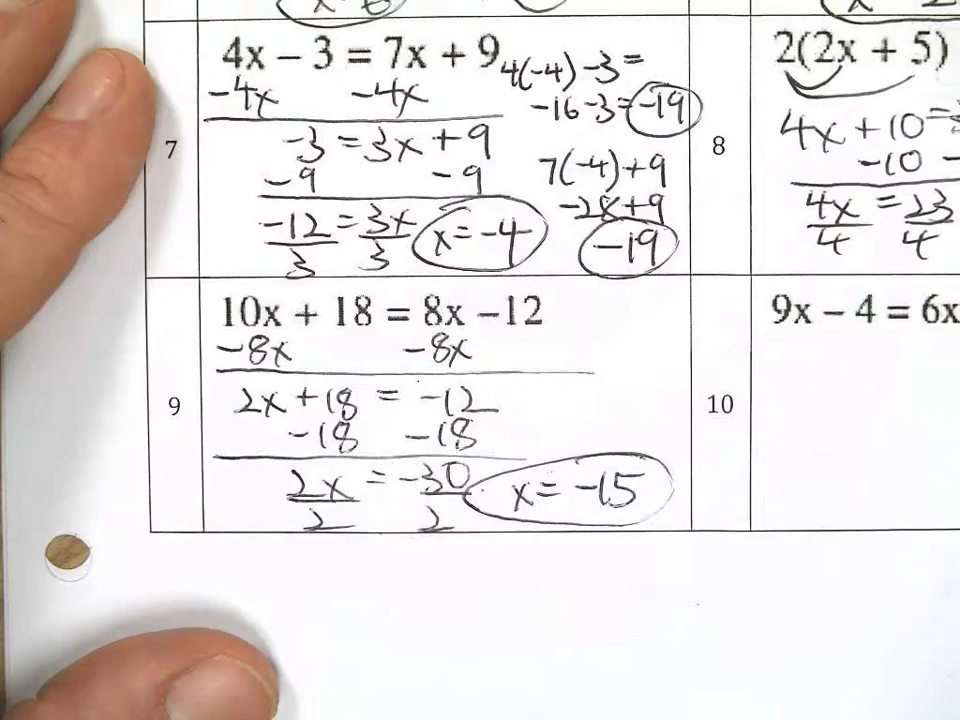 7
4x − 3 = 7x + 9
-4x -4x
-3 = 3x + 9
-9 -9
-12 = 3x
3 3
x = -4
4(-4) - 3 =
-16 - 3 = -19
7(-4) + 9
-28 + 9
-19
8
2(2x + 5)
4x + 10 =
-10 -
4x = 23
4 4
9
10x + 18 = 8x −12
-8x -8x
2x + 18 = -12
-18 -18
2x = -30
2 2
x = -15
10
9x − 4 = 6x